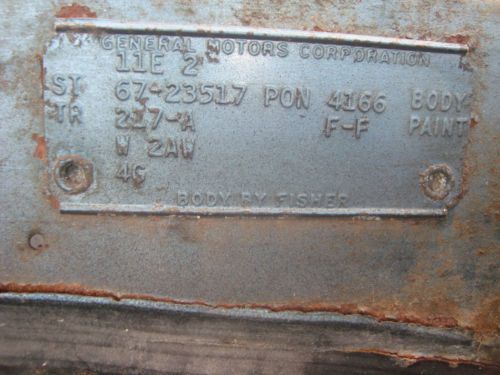 GENERAL MOTORS CORPORATION
11E 2
ST 67-23517 PON 4166 BODY
TR 217-A F-F PAINT
W 2AW
4G
BODY BY FISHER